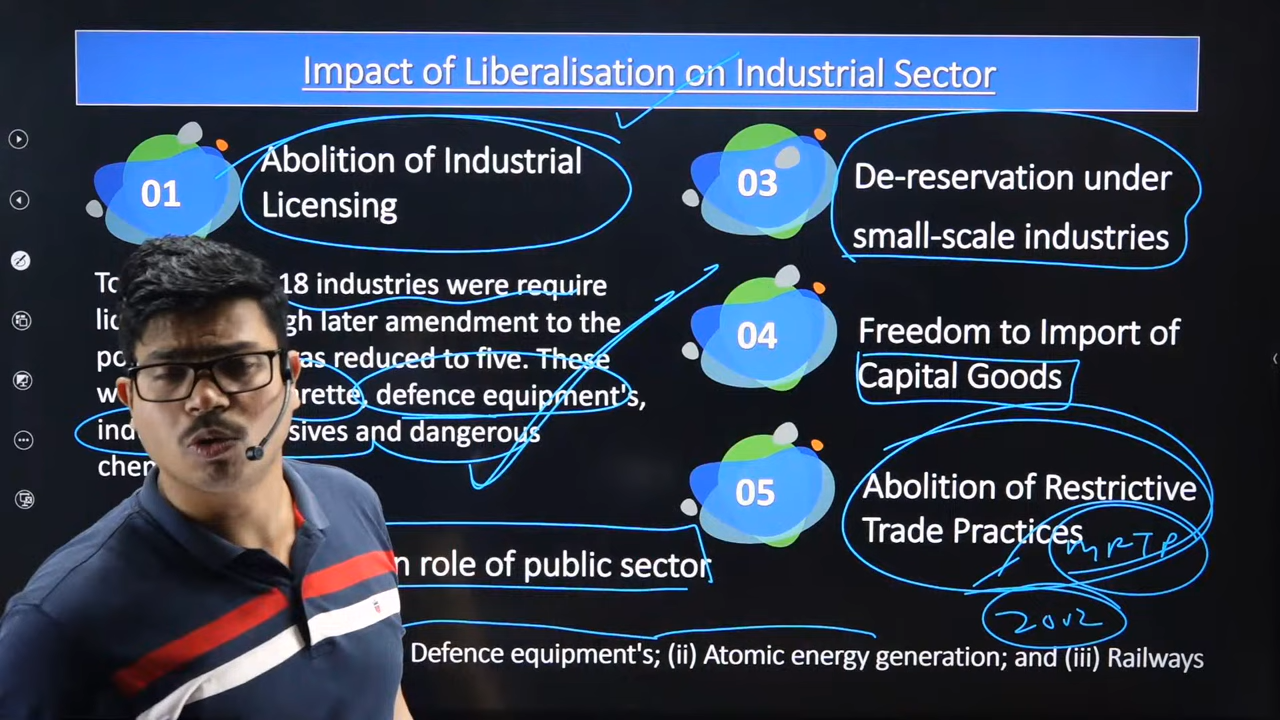 Impact of Liberalisation on Industrial Sector
01
Abolition of Industrial
Licensing
18 industries were require
later amendment to the
was reduced to five. These
defence equipment's,
and dangerous
role of public sector
Defence equipment's; (ii) Atomic energy generation; and (iii) Railways
03
De-reservation under
small-scale industries
04
Freedom to Import of
Capital Goods
05
Abolition of Restrictive
Trade Practices
MRTP
2002